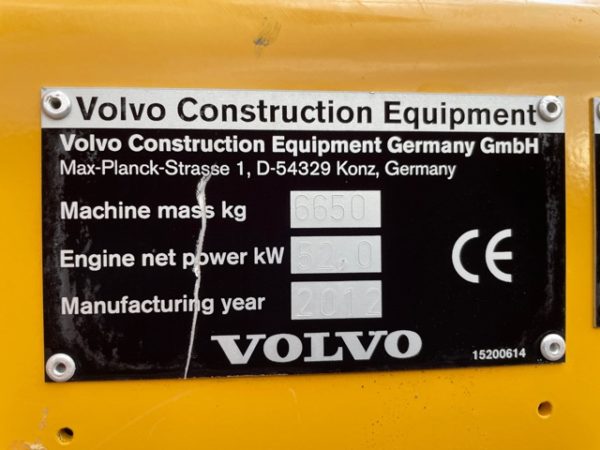 Volvo Construction Equipment
Volvo Construction Equipment Germany GmbH
Max-Planck-Strasse 1, D-54329 Konz, Germany
Machine mass kg 6650
Engine net power kW 52,0
Manufacturing year 2012
CE
VOLVO
15200614